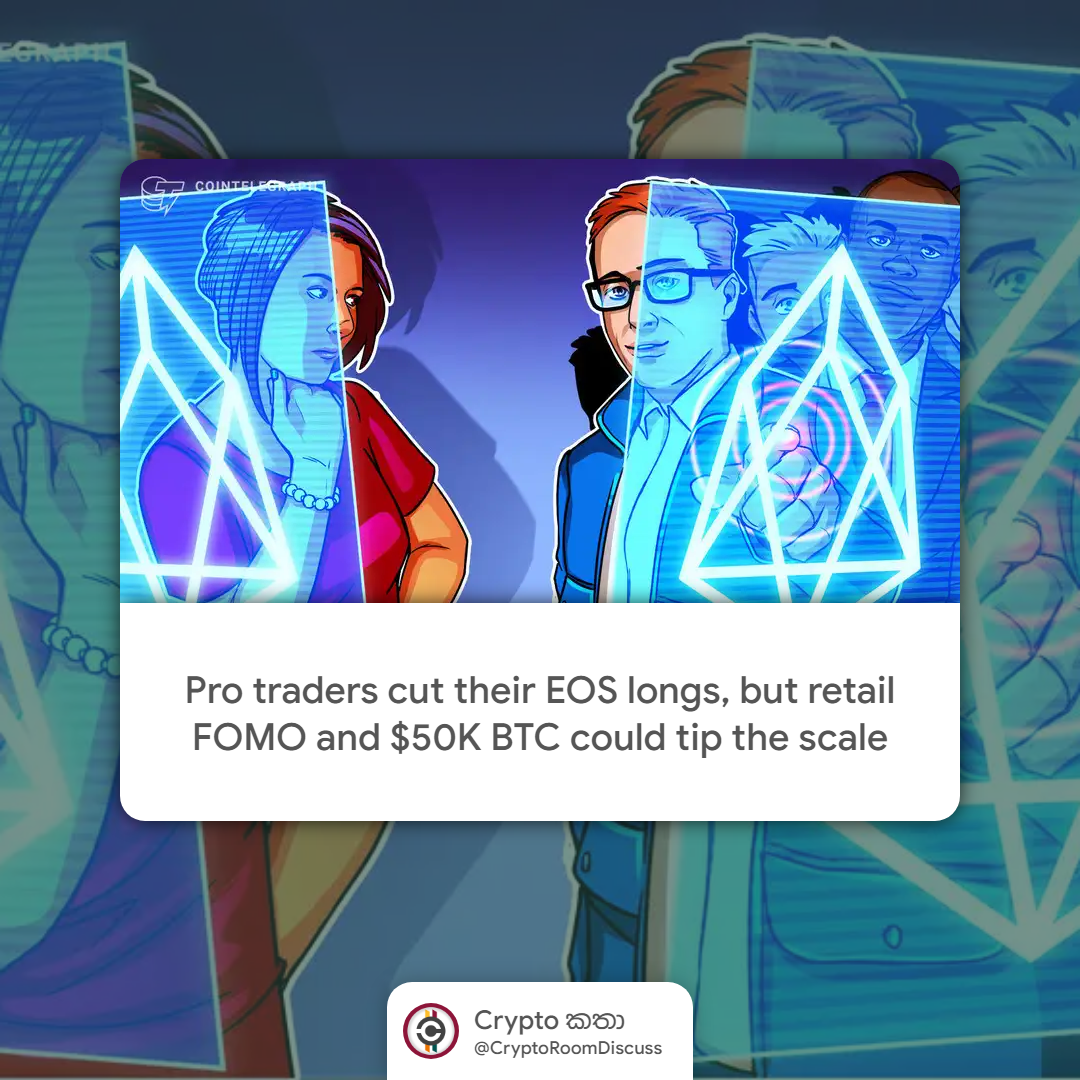 EGRAPH
COINTELEGRAPH
Pro traders cut their EOS longs, but retail
FOMO and $50K BTC could tip the scale
Crypto කතා
@CryptoRoomDiscuss